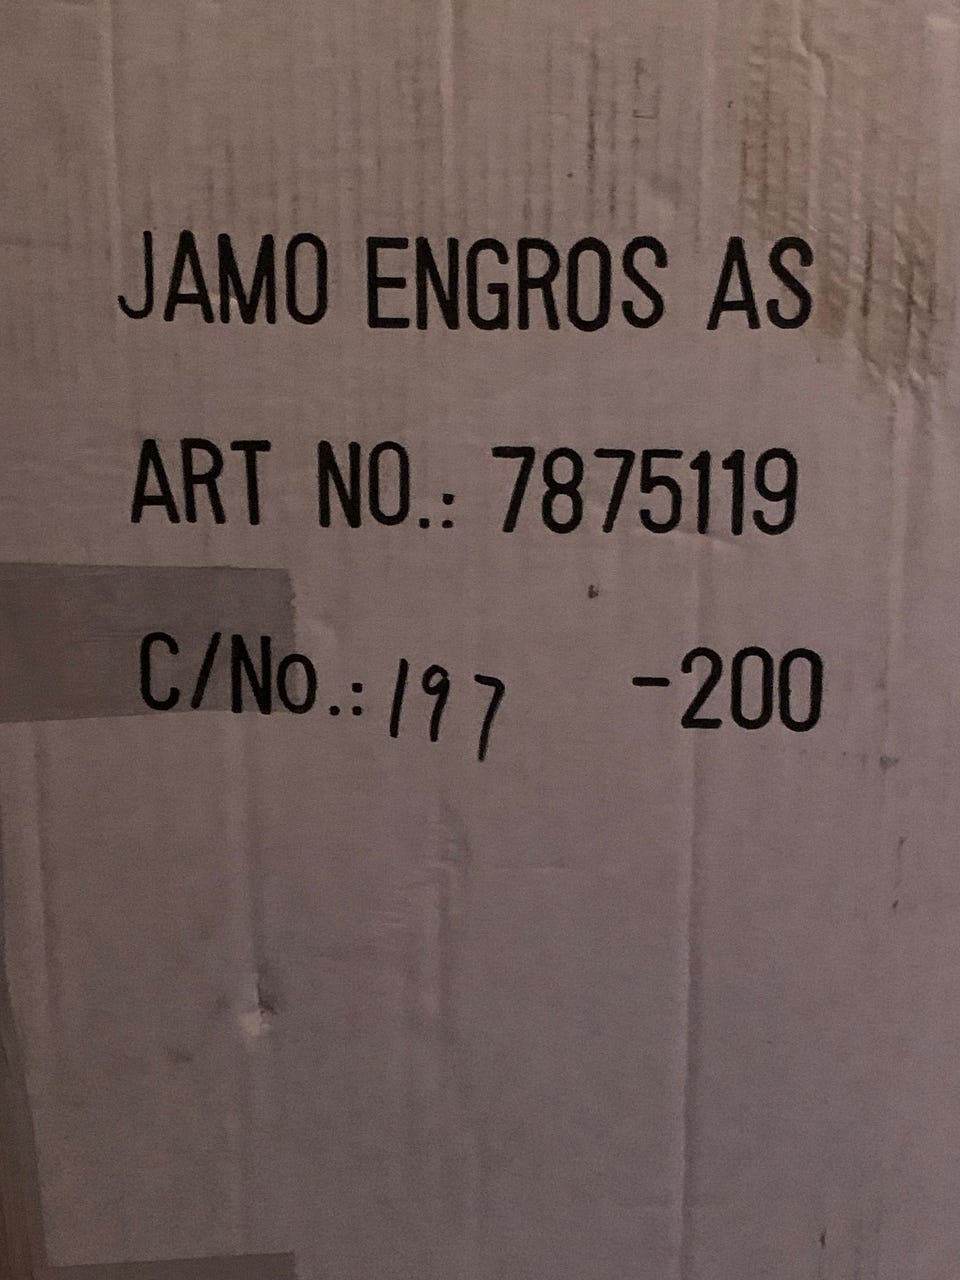 JAMO ENGROS AS
ART NO.: 7875119
C/No.: 197 -200